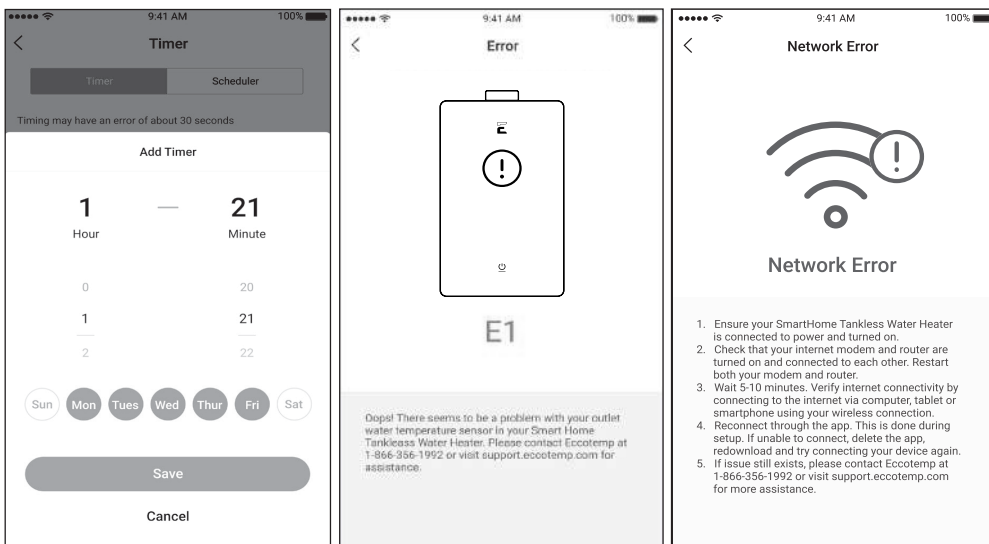 9:41 AM 100%
Timer
Timer Scheduler
Timing may have an error of about 30 seconds
Add Timer
1 — 21
Hour Minute
0 20
1 21
2 22
Sun Mon Tues Wed Thur Fri Sat
Save
Cancel
9:41 AM 100%
Error
E
E1
Oops! There seems to be a problem with your outlet
water temperature sensor in your Smart Home
Tankleass Water Heater. Please contact Eccotemp at
1-866-356-1992 or visit support.eccotemp.com for
assistance.
9:41 AM 100%
Network Error
Network Error
1. Ensure your SmartHome Tankless Water Heater
is connected to power and turned on.
2. Check that your internet modem and router are
turned on and connected to each other. Restart
both your modem and router.
3. Wait 5-10 minutes. Verify internet connectivity by
connecting to the internet via computer, tablet or
smartphone using your wireless connection.
4. Reconnect through the app. This is done during
setup. If unable to connect, delete the app,
redownload and try connecting your device again.
5. If issue still exists, please contact Eccotemp at
1-866-356-1992 or visit support.eccotemp.com
for more assistance.